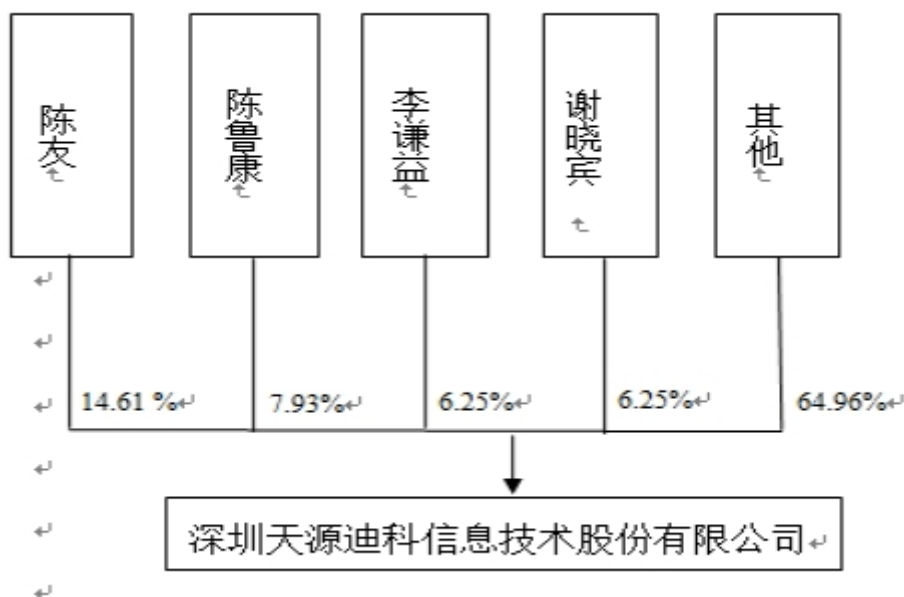 陈友
陈鲁康
李谦益
谢晓宾
其他
14.61 %
7.93%
6.25%
6.25%
64.96%
深圳天源迪科信息技术股份有限公司